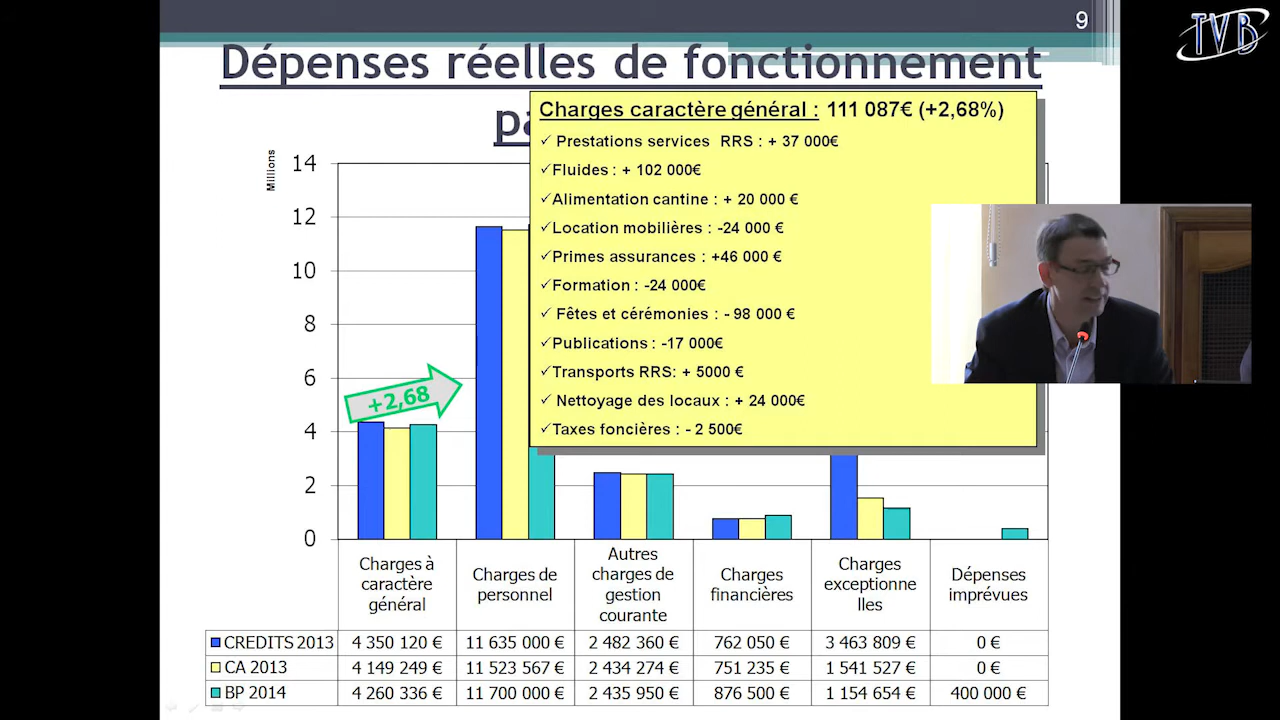 9
TVB
Dépenses réelles de fonctionnement
pa
Charges caractère général : 111 087€ (+2,68%)
✓ Prestations services RRS : + 37 000€
✓Fluides : + 102 000€
✓Alimentation cantine : + 20 000 €
✓Location mobilières : -24 000 €
✓Primes assurances : +46 000 €
✓Formation : -24 000€
✓ Fêtes et cérémonies : - 98 000 €
✓Publications : -17 000€
✓Transports RRS: + 5000 €
✓ Nettoyage des locaux : + 24 000€
✓Taxes foncières : - 2 500€
Millions
14
12
10
8
6
4
2
0
+2,68
Charges à
caractère
général
Charges de
personnel
Autres
charges de
gestion
courante
Charges
financières
Charges
exceptionne
lles
Dépenses
imprévues
CREDITS 2013 4 350 120 € 11 635 000 € 2 482 360 € 762 050 € 3 463 809 € 0 €
CA 2013 4 149 249 € 11 523 567 € 2 434 274 € 751 235 € 1 541 527 € 0 €
BP 2014 4 260 336 € 11 700 000 € 2 435 950 € 876 500 € 1 154 654 € 400 000 €